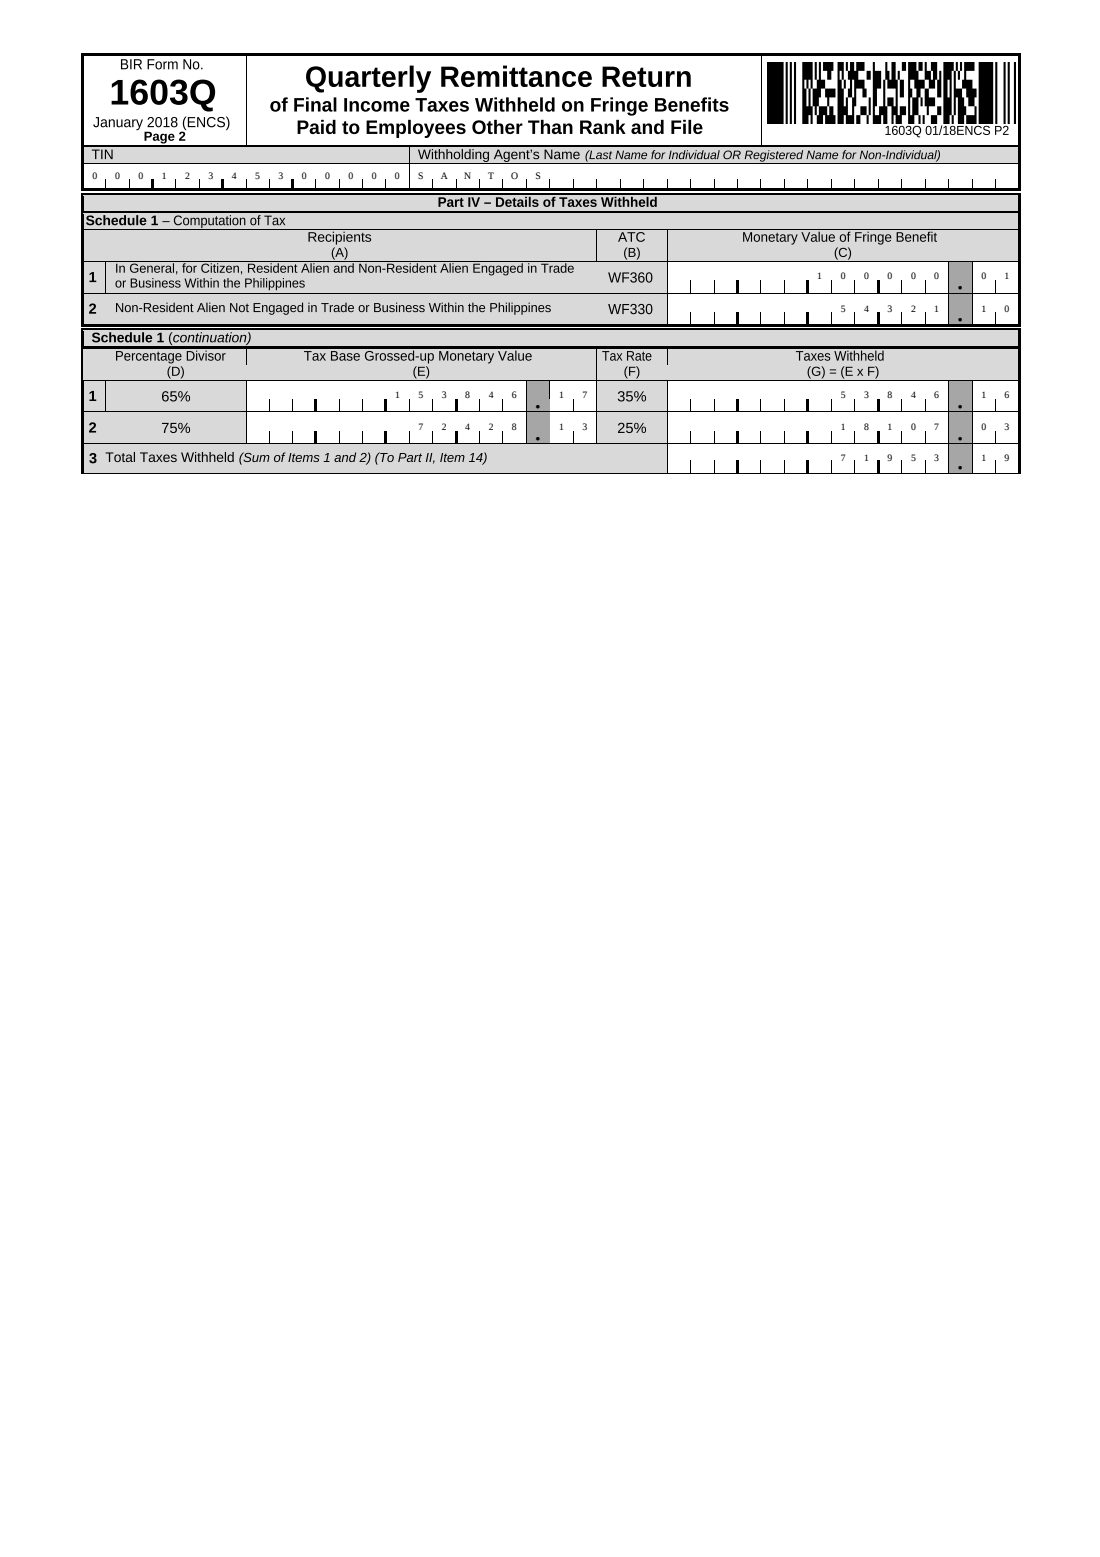 BIR Form No.
1603Q
January 2018 (ENCS)
Page 2
Quarterly Remittance Return
of Final Income Taxes Withheld on Fringe Benefits
Paid to Employees Other Than Rank and File
1603Q 01/18ENCS P2
TIN
0 0 0 1 2 3 4 5 3 0 0 0 0 0
Withholding Agent's Name (Last Name for Individual OR Registered Name for Non-Individual)
S A N T O S
Part IV – Details of Taxes Withheld
Schedule 1 – Computation of Tax
Recipients (A) ATC (B) Monetary Value of Fringe Benefit (C)
1 In General, for Citizen, Resident Alien and Non-Resident Alien Engaged in Trade
or Business Within the Philippines WF360 1 0 0 0 0 0 . 0 1
2 Non-Resident Alien Not Engaged in Trade or Business Within the Philippines WF330 5 4 3 2 1 . 1 0
Schedule 1 (continuation)
Percentage Divisor (D) Tax Base Grossed-up Monetary Value (E) Tax Rate (F) Taxes Withheld (G) = (E x F)
1 65% 1 5 3 8 4 6 . 1 7 35% 5 3 8 4 6 . 1 6
2 75% 7 2 4 2 8 . 1 3 25% 1 8 1 0 7 . 0 3
3 Total Taxes Withheld (Sum of Items 1 and 2) (To Part II, Item 14) 7 1 9 5 3 . 1 9